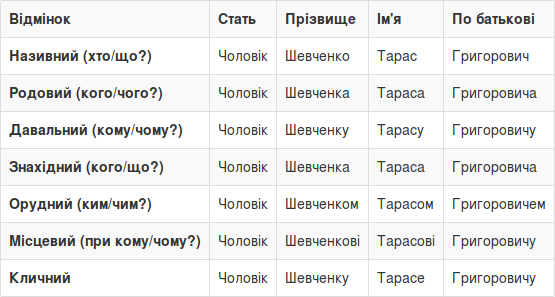 Відмінок Стать Прізвище Ім'я По батькові
Називний (хто/що?) Чоловік Шевченко Тарас Григорович
Родовий (кого/чого?) Чоловік Шевченка Тараса Григоровича
Давальний (кому/чому?) Чоловік Шевченку Тарасу Григоровичу
Знахідний (кого/що?) Чоловік Шевченка Тараса Григоровича
Орудний (ким/чим?) Чоловік Шевченком Тарасом Григоровичем
Місцевий (при кому/чому?) Чоловік Шевченкові Тарасові Григоровичу
Кличний Чоловік Шевченку Тарасе Григоровичу